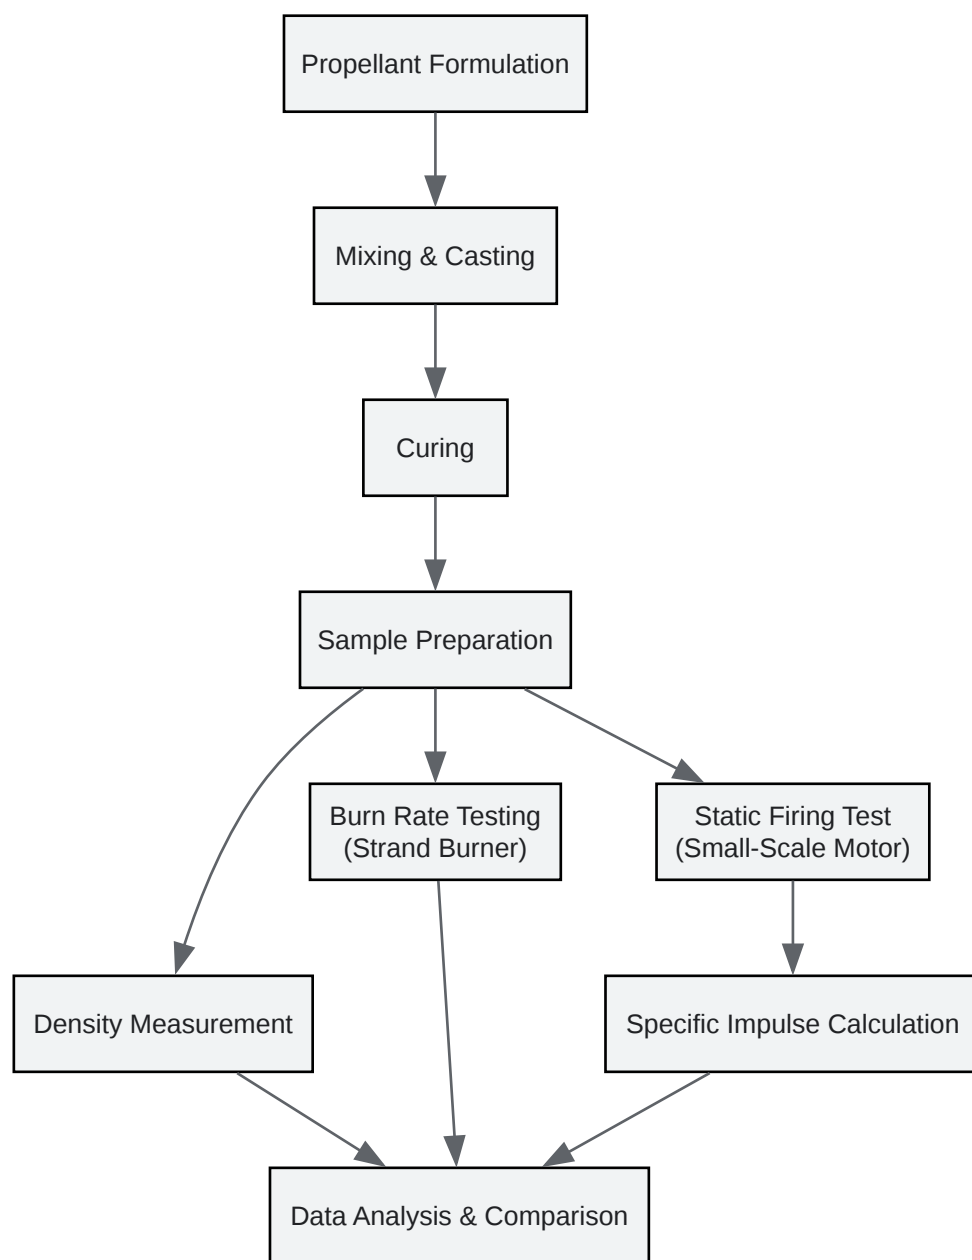 Propellant Formulation
Mixing & Casting
Curing
Sample Preparation
Burn Rate Testing
(Strand Burner)
Static Firing Test
(Small-Scale Motor)
Density Measurement
Specific Impulse Calculation
Data Analysis & Comparison